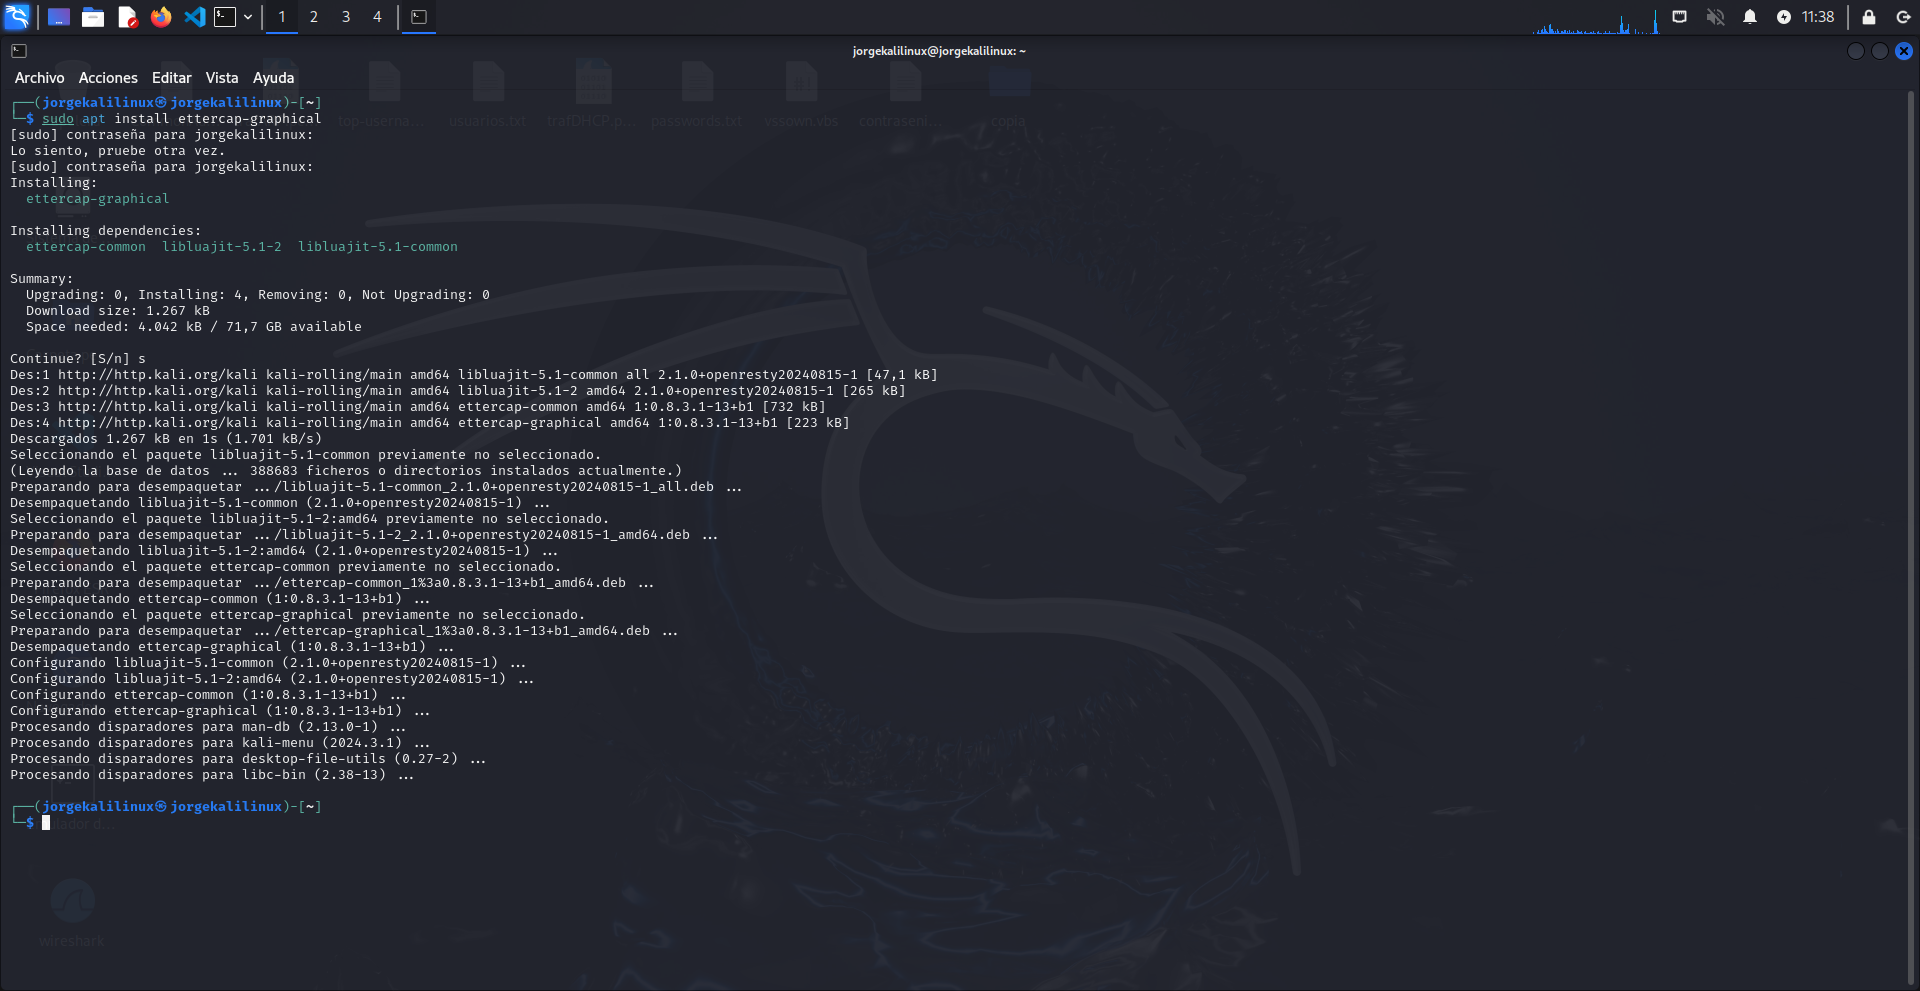 1 2 3 4
11:38
jorgekalilinux@jorgekalilinux: ~
Archivo Acciones Editar Vista Ayuda
┌──(jorgekalilinux㉿jorgekalilinux)-[~]
└─$ sudo apt install ettercap-graphical
top-userna... usuarios.txt trafDHCP.p... passwords.txt vssown.vbs contraseni... copia
[sudo] contraseña para jorgekalilinux:
Lo siento, pruebe otra vez.
[sudo] contraseña para jorgekalilinux:
Installing:
ettercap-graphical
Installing dependencies:
ettercap-common libluajit-5.1-2 libluajit-5.1-common
Summary:
Upgrading: 0, Installing: 4, Removing: 0, Not Upgrading: 0
Download size: 1.267 kB
Space needed: 4.042 kB / 71,7 GB available
Continue? [S/n] s
Des:1 http://http.kali.org/kali kali-rolling/main amd64 libluajit-5.1-common all 2.1.0+openresty20240815-1 [47,1 kB]
Des:2 http://http.kali.org/kali kali-rolling/main amd64 libluajit-5.1-2 amd64 2.1.0+openresty20240815-1 [265 kB]
Des:3 http://http.kali.org/kali kali-rolling/main amd64 ettercap-common amd64 1:0.8.3.1-13+b1 [732 kB]
Des:4 http://http.kali.org/kali kali-rolling/main amd64 ettercap-graphical amd64 1:0.8.3.1-13+b1 [223 kB]
Descargados 1.267 kB en 1s (1.701 kB/s)
Seleccionando el paquete libluajit-5.1-common previamente no seleccionado.
(Leyendo la base de datos ... 388683 ficheros o directorios instalados actualmente.)
Preparando para desempaquetar .../libluajit-5.1-common_2.1.0+openresty20240815-1_all.deb ...
Desempaquetando libluajit-5.1-common (2.1.0+openresty20240815-1) ...
Seleccionando el paquete libluajit-5.1-2:amd64 previamente no seleccionado.
Preparando para desempaquetar .../libluajit-5.1-2_2.1.0+openresty20240815-1_amd64.deb ...
Desempaquetando libluajit-5.1-2:amd64 (2.1.0+openresty20240815-1) ...
Seleccionando el paquete ettercap-common previamente no seleccionado.
Preparando para desempaquetar .../ettercap-common_1%3a0.8.3.1-13+b1_amd64.deb ...
Desempaquetando ettercap-common (1:0.8.3.1-13+b1) ...
Seleccionando el paquete ettercap-graphical previamente no seleccionado.
Preparando para desempaquetar .../ettercap-graphical_1%3a0.8.3.1-13+b1_amd64.deb ...
Desempaquetando ettercap-graphical (1:0.8.3.1-13+b1) ...
Configurando libluajit-5.1-common (2.1.0+openresty20240815-1) ...
Configurando libluajit-5.1-2:amd64 (2.1.0+openresty20240815-1) ...
Configurando ettercap-common (1:0.8.3.1-13+b1) ...
Configurando ettercap-graphical (1:0.8.3.1-13+b1) ...
Procesando disparadores para man-db (2.13.0-1) ...
Procesando disparadores para kali-menu (2024.3.1) ...
Procesando disparadores para desktop-file-utils (0.27-2) ...
Procesando disparadores para libc-bin (2.38-13) ...
┌──(jorgekalilinux㉿jorgekalilinux)-[~]
└─$
wireshark